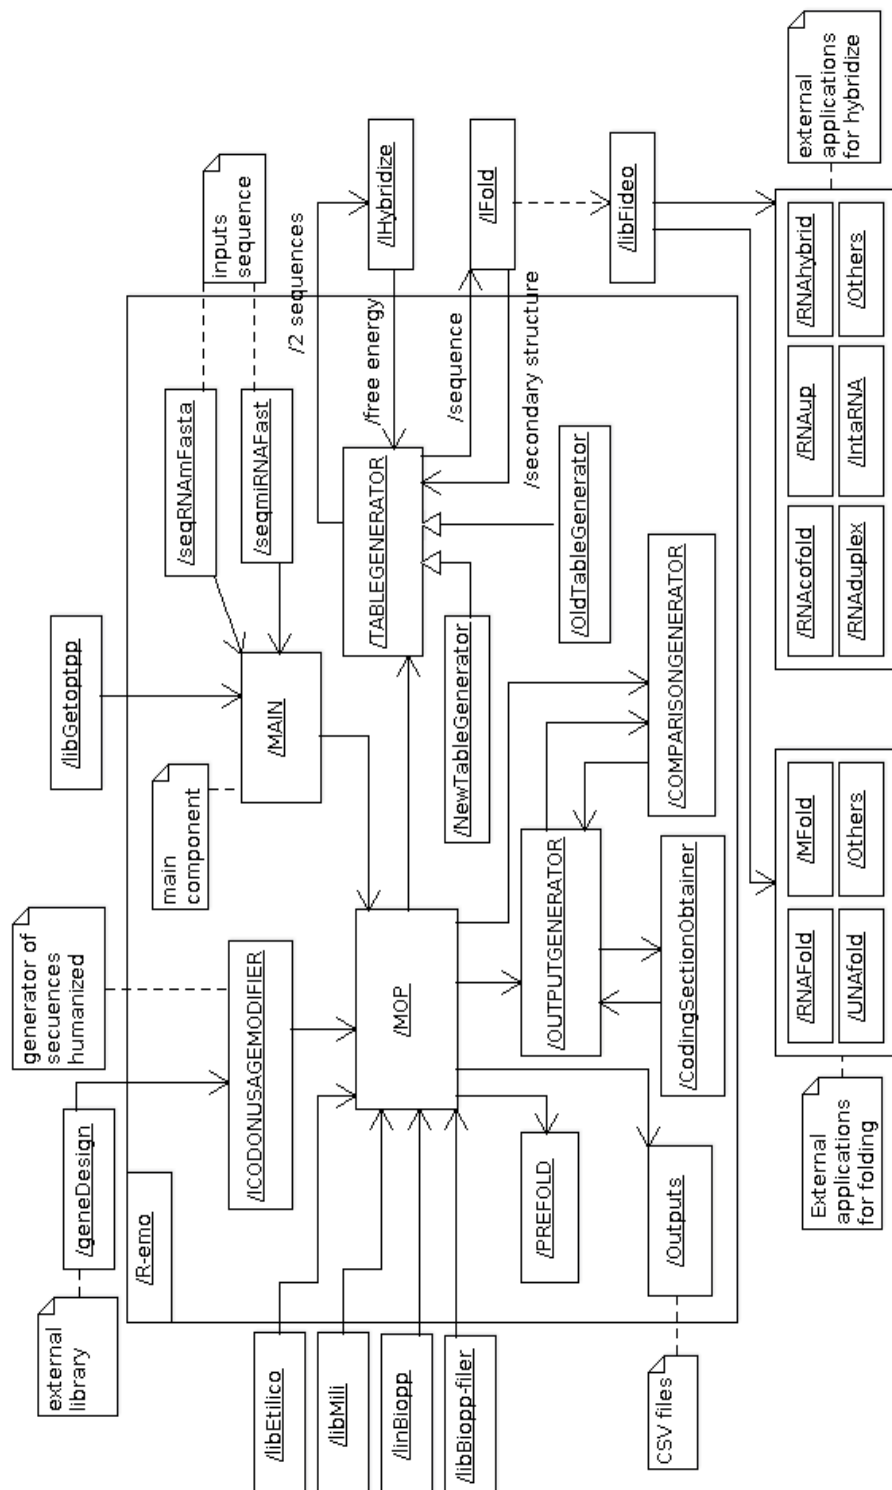 external
library
/geneDesign
generator of
secuences
humanized
/libGetoptpp
main
component
/R-emo
/ICODONUSAGEMODIFIER
/MAIN
/seqRNAmFasta
/seqmiRNAFast
inputs
sequence
/2 sequences
/IHybridize
/free energy
/sequence
/IFold
/secondary structure
/libFideo
/libEtilico
/libMili
/linBiopp
/libBiopp-filer
/MOP
/TABLEGENERATOR
/NewTableGenerator
/OldTableGenerator
/PREFOLD
/OUTPUTGENERATOR
/COMPARISONGENERATOR
/CodingSectionObtainer
/Outputs
CSV files
External
applications
for folding
/RNAFold
/MFold
/UNAfold
/Others
/RNAcofold
/RNAup
/RNAhybrid
/RNAduplex
/IntaRNA
/Others
external
applications
for hybridize